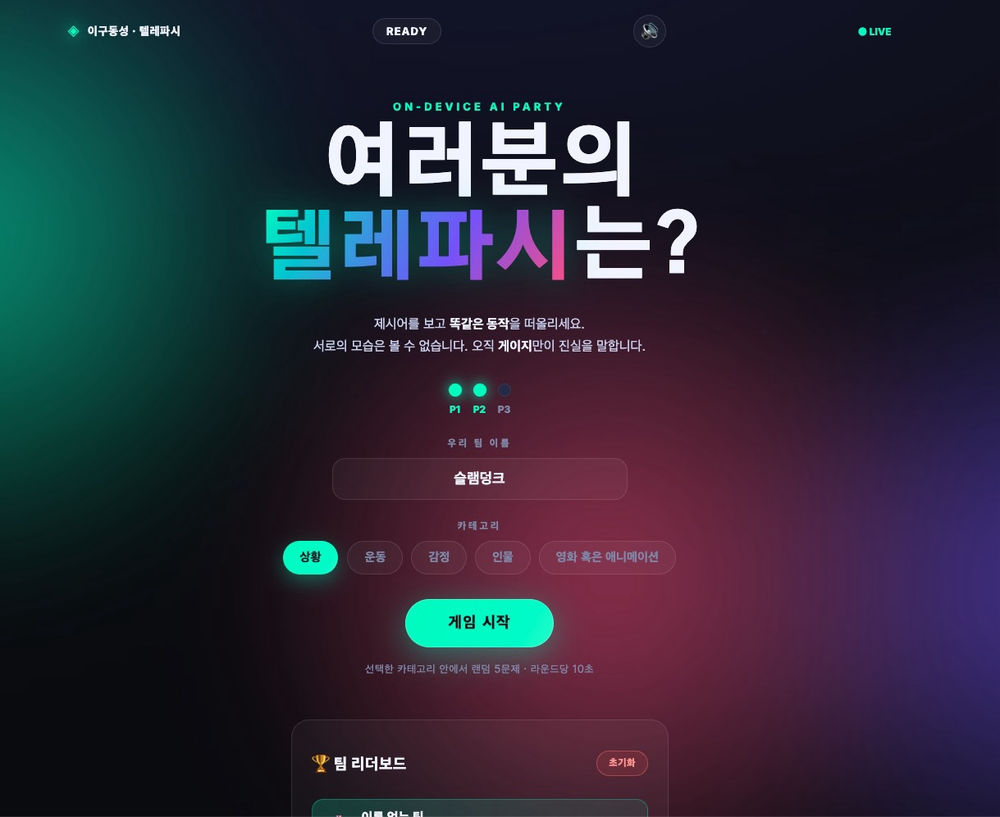 이구동성 · 텔레파시
READY
LIVE
ON-DEVICE AI PARTY
여러분의
텔레파시는?
제시어를 보고 똑같은 동작을 떠올리세요.
서로의 모습은 볼 수 없습니다. 오직 게이지만이 진실을 말합니다.
P1 P2 P3
우리 팀 이름
슬램덩크
카테고리
상황 운동 감정 인물 영화 혹은 애니메이션
게임 시작
선택한 카테고리 안에서 랜덤 5문제 · 라운드당 10초
팀 리더보드
초기화
이름 없는 팀